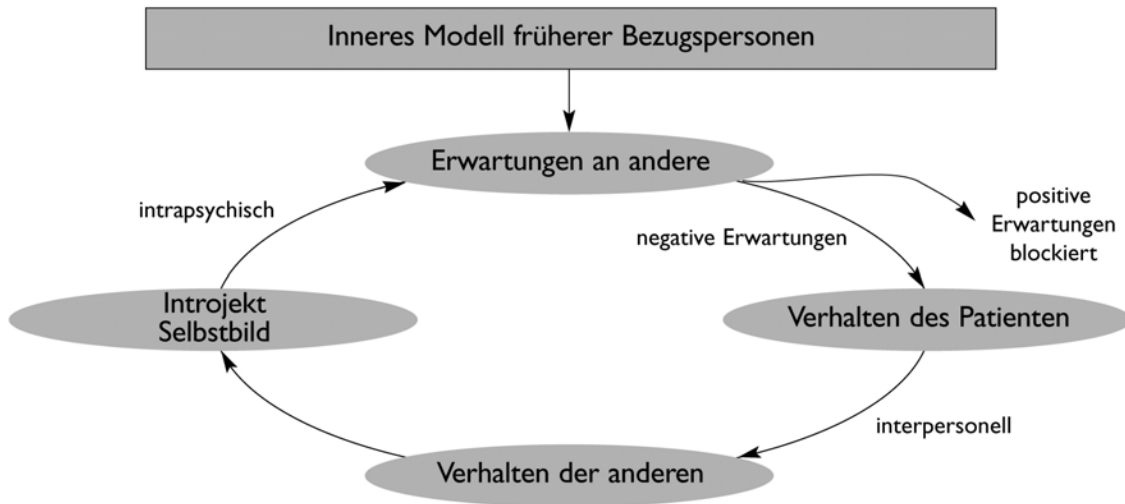 Inneres Modell früherer Bezugspersonen
Erwartungen an andere
intrapsychisch
positive
Erwartungen
blockiert
negative Erwartungen
Introjekt
Selbstbild
Verhalten des Patienten
interpersonell
Verhalten der anderen